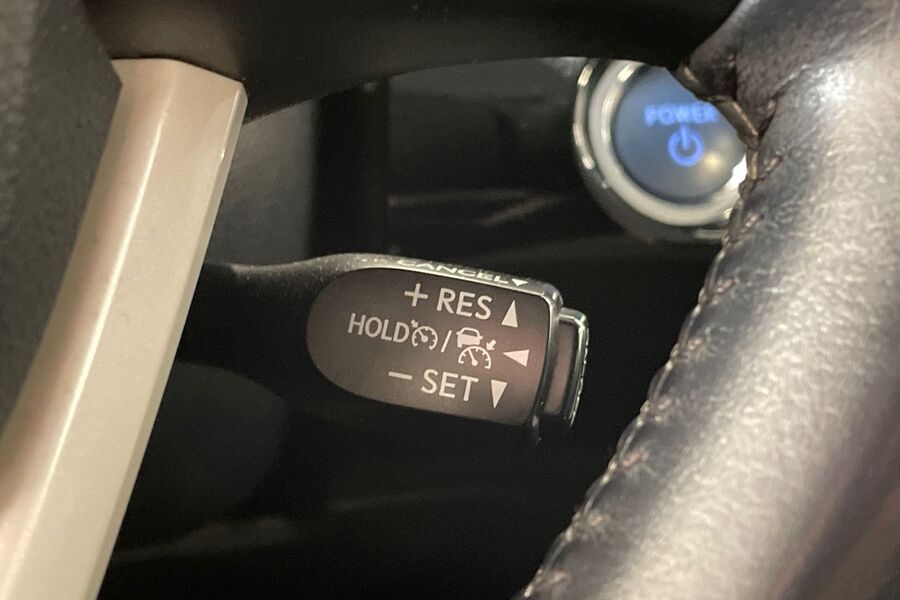 POWER
CANCEL
+ RES
HOLD /
− SET